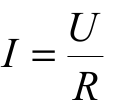 I = U/R